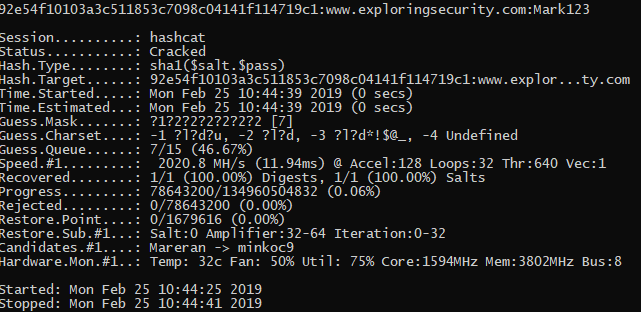 92e54f10103a3c511853c7098c04141f114719c1:www.exploringsecurity.com:Mark123
Session..........: hashcat
Status...........: Cracked
Hash.Type........: sha1($salt.$pass)
Hash.Target......: 92e54f10103a3c511853c7098c04141f114719c1:www.explor...ty.com
Time.Started.....: Mon Feb 25 10:44:39 2019 (0 secs)
Time.Estimated...: Mon Feb 25 10:44:39 2019 (0 secs)
Guess.Mask.......: ?1?2?2?2?2?2?2 [7]
Guess.Charset....: -1 ?l?d?u, -2 ?l?d, -3 ?l?d*!$@_, -4 Undefined
Guess.Queue......: 7/15 (46.67%)
Speed.#1.........:  2020.8 MH/s (11.94ms) @ Accel:128 Loops:32 Thr:640 Vec:1
Recovered........: 1/1 (100.00%) Digests, 1/1 (100.00%) Salts
Progress.........: 78643200/134960504832 (0.06%)
Rejected.........: 0/78643200 (0.00%)
Restore.Point....: 0/1679616 (0.00%)
Restore.Sub.#1...: Salt:0 Amplifier:32-64 Iteration:0-32
Candidates.#1....: Mareran -> minkoc9
Hardware.Mon.#1..: Temp: 32c Fan: 50% Util: 75% Core:1594MHz Mem:3802MHz Bus:8
Started: Mon Feb 25 10:44:25 2019
Stopped: Mon Feb 25 10:44:41 2019